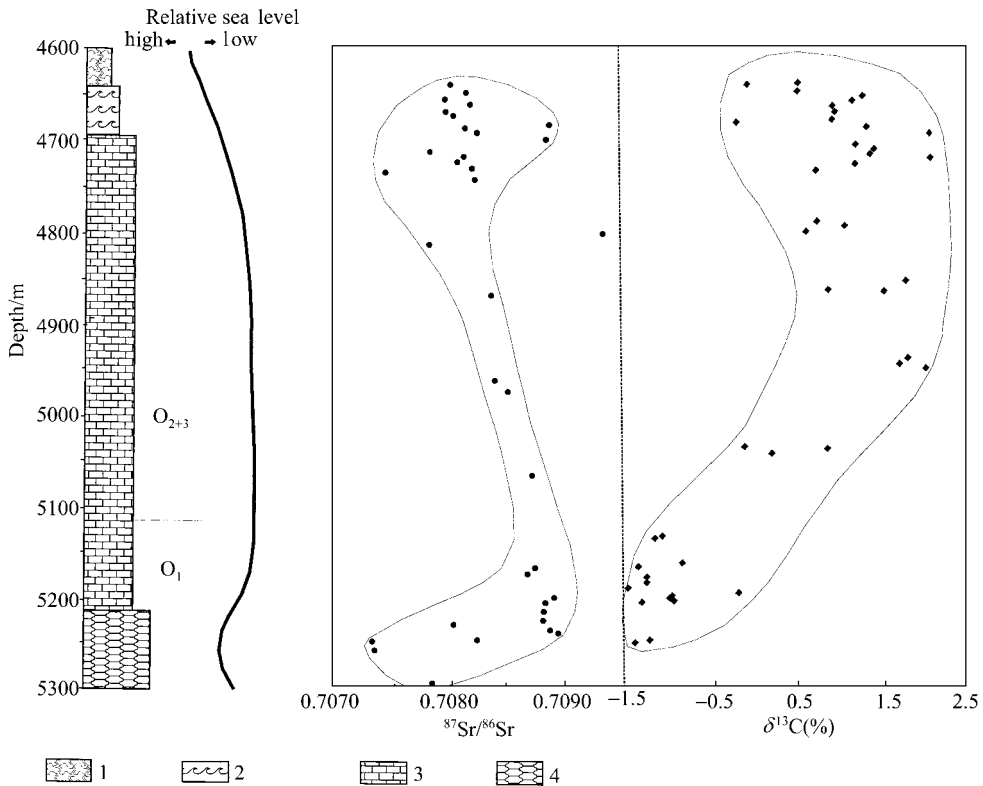 Relative sea level
high low
4600
4700
4800
4900
5000
5100
5200
5300
Depth/m
O2+3
O1
0.7070 0.7080 0.7090 −1.5 −0.5 0.5 1.5 2.5
87Sr/86Sr
δ13C(%)
1 2 3 4